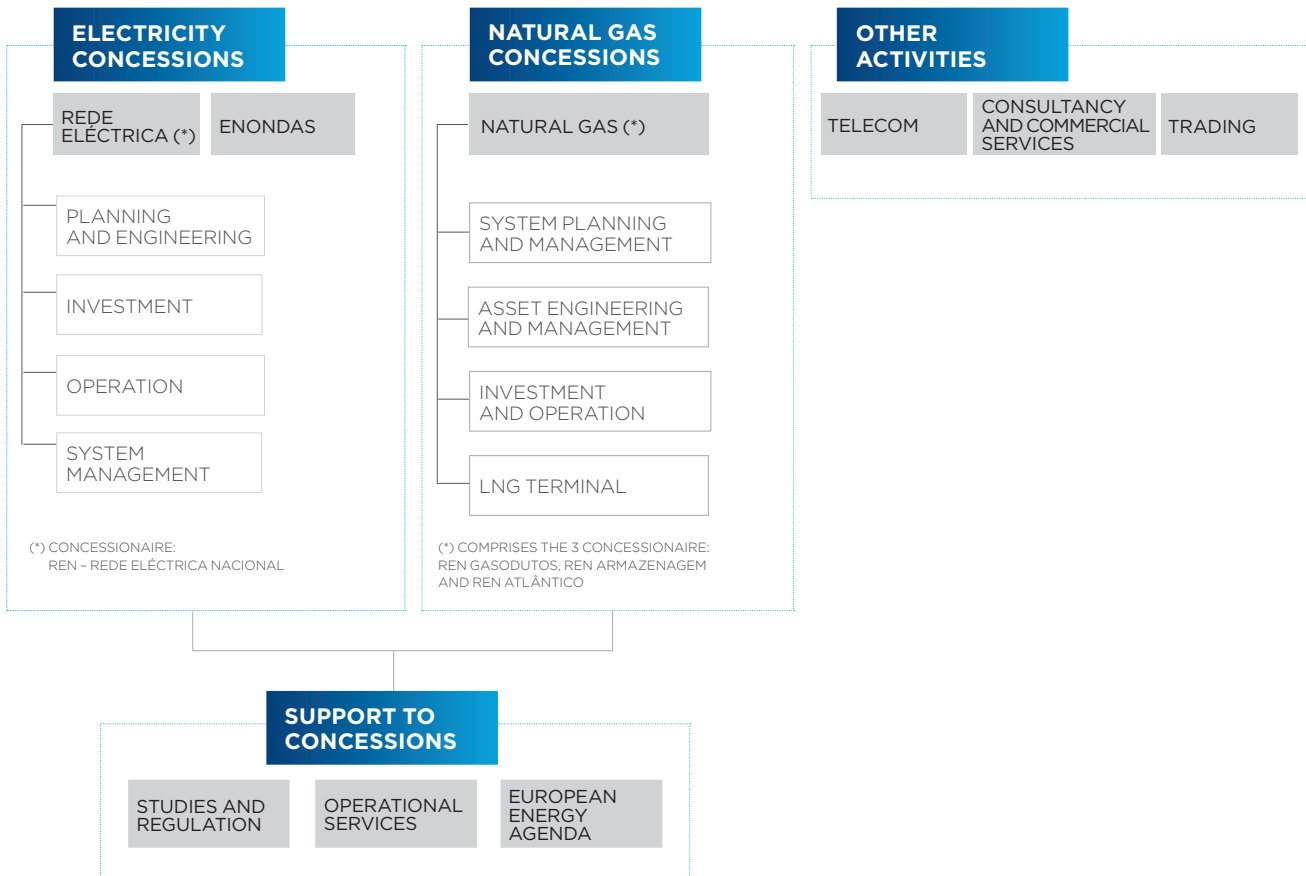 ELECTRICITY
CONCESSIONS
REDE
ELÉCTRICA (*)
ENONDAS
PLANNING
AND ENGINEERING
INVESTMENT
OPERATION
SYSTEM
MANAGEMENT
(*) CONCESSIONAIRE:
REN – REDE ELÉCTRICA NACIONAL
NATURAL GAS
CONCESSIONS
NATURAL GAS (*)
SYSTEM PLANNING
AND MANAGEMENT
ASSET ENGINEERING
AND MANAGEMENT
INVESTMENT
AND OPERATION
LNG TERMINAL
(*) COMPRISES THE 3 CONCESSIONAIRE:
REN GASODUTOS, REN ARMAZENAGEM
AND REN ATLÂNTICO
OTHER
ACTIVITIES
TELECOM
CONSULTANCY
AND COMMERCIAL
SERVICES
TRADING
SUPPORT TO
CONCESSIONS
STUDIES AND
REGULATION
OPERATIONAL
SERVICES
EUROPEAN
ENERGY
AGENDA